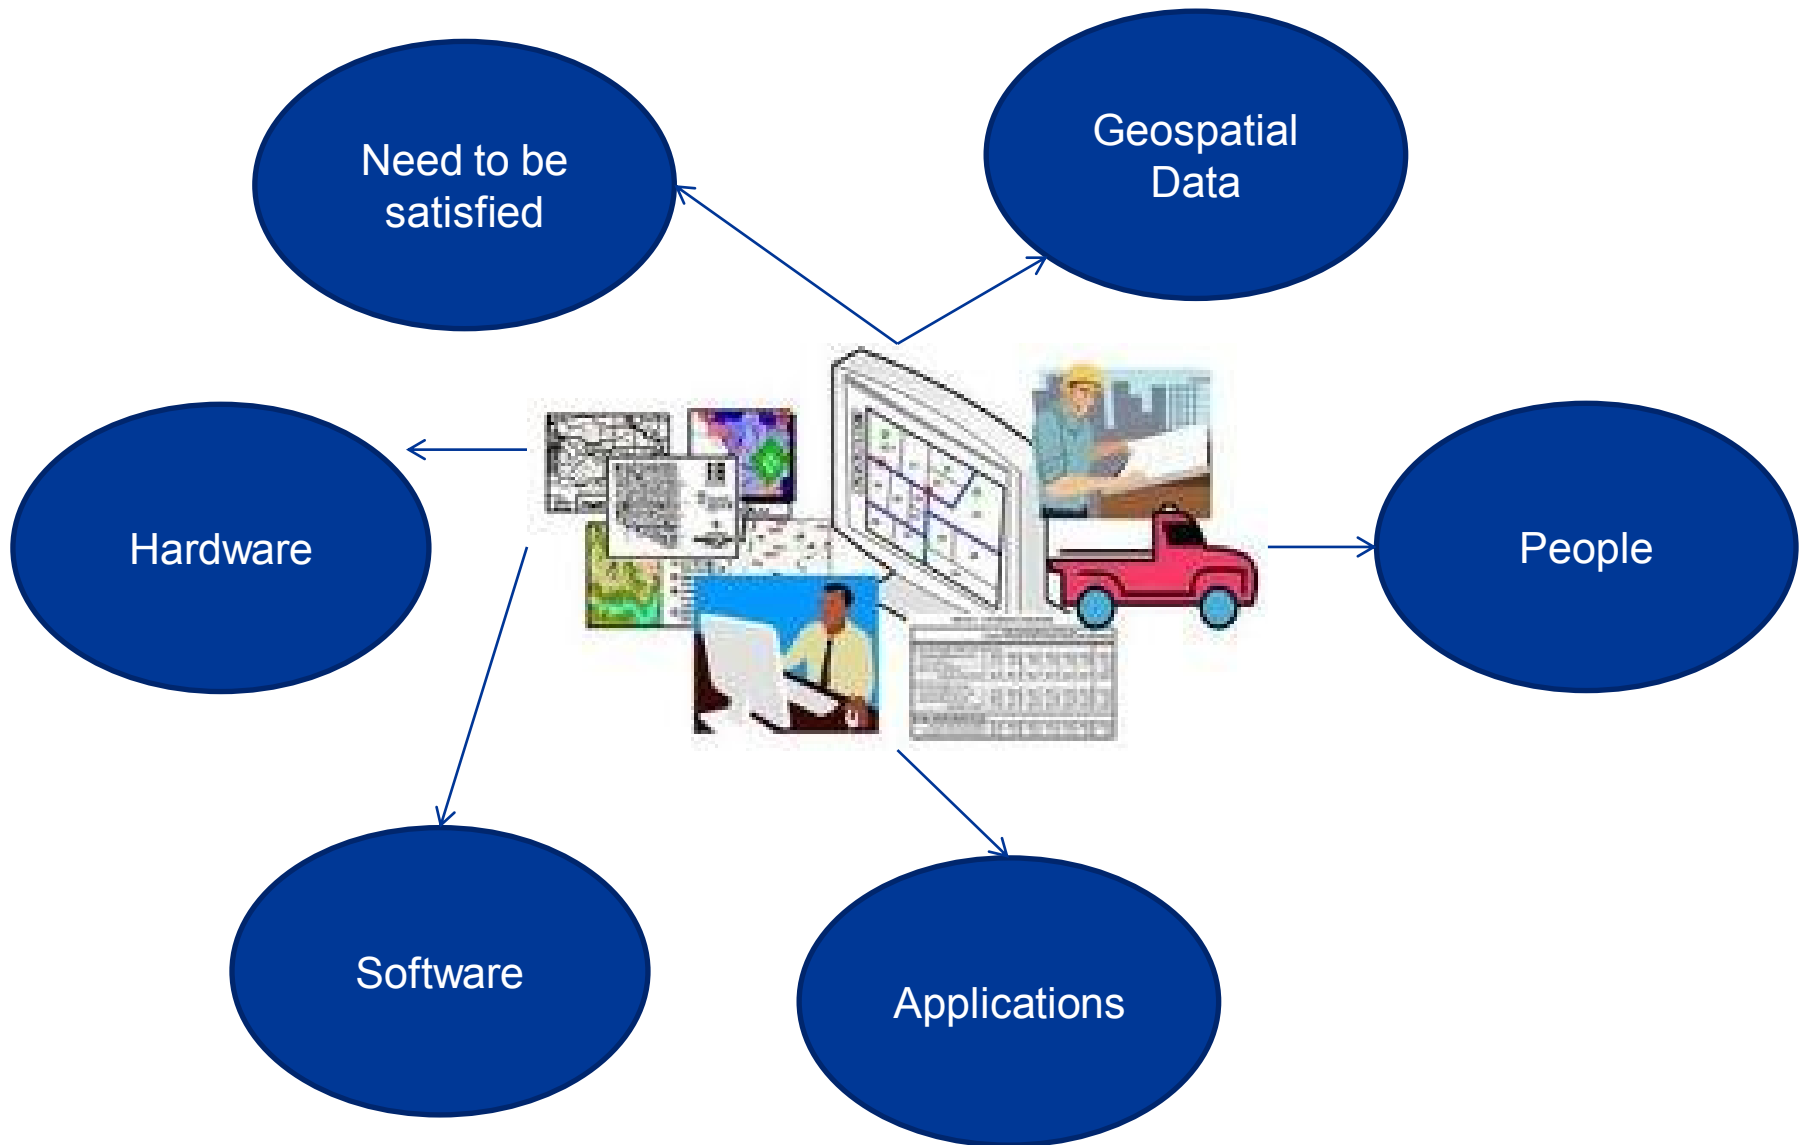 Need to be
satisfied
Geospatial
Data
Hardware
People
Software
Applications